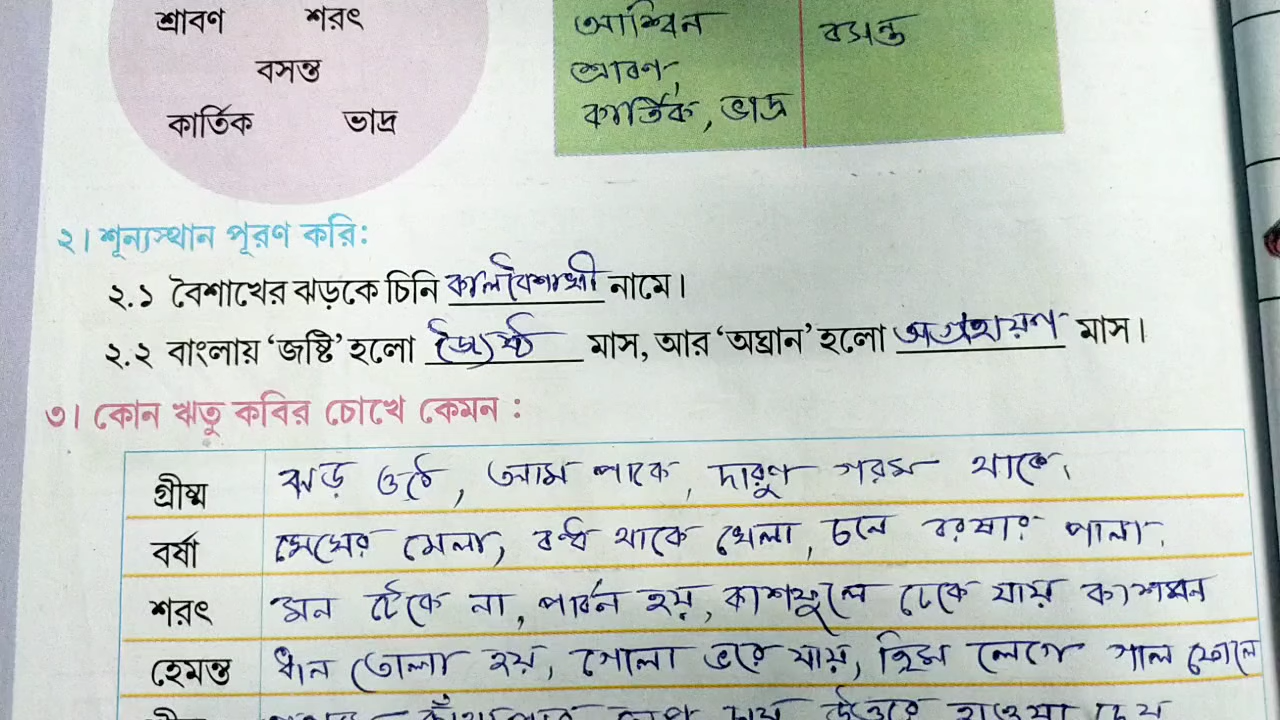 শ্রাবণ শরৎ
বসন্ত
কার্তিক ভাদ্র
আশ্বিন
শ্রাবণ,
কার্তিক, ভাদ্র
বসন্ত
২। শূন্যস্থান পূরণ করি:
২.১ বৈশাখের ঝড়কে চিনি কালবৈশাখী নামে।
২.২ বাংলায় ‘জষ্টি’ হলো জ্যৈষ্ঠ মাস, আর ‘অঘ্রান’ হলো অগ্রহায়ণ মাস।
৩। কোন ঋতু কবির চোখে কেমন :
গ্রীষ্ম ঝড় ওঠে, আম পাকে, দারুণ গরম থাকে।
বর্ষা মেঘের মেলা, বন্ধ থাকে খেলা, চলে বরষার পালা।
শরৎ মন টেকে না, পার্বন হয়, কাশফুলে ঢেকে যায় কাশবন
হেমন্ত ধান তোলা হয়, গোলা ভরে যায়, হিম লেগে গাল ফোলে